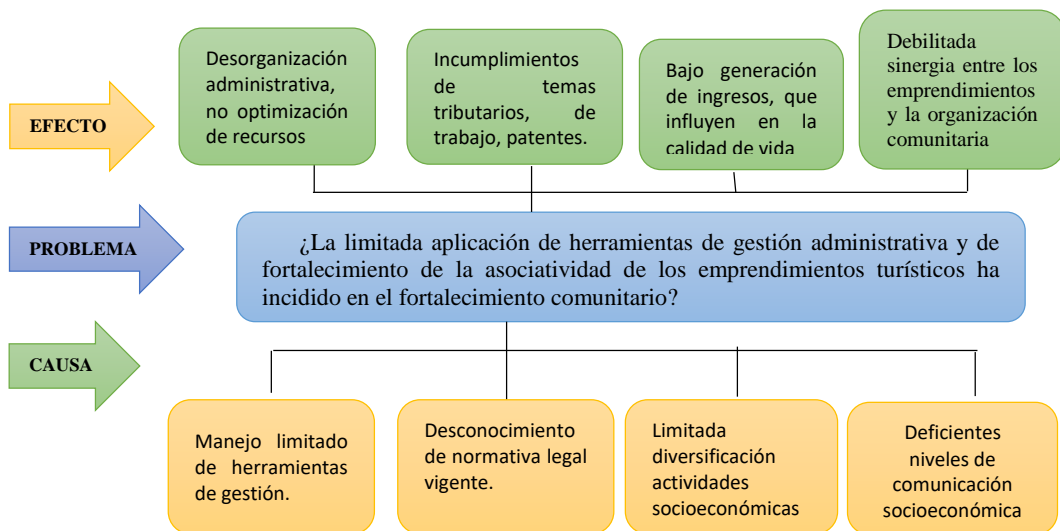 Desorganización
administrativa,
no optimización
de recursos
Incumplimientos
de temas
tributarios, de
trabajo, patentes.
Bajo generación
de ingresos, que
influyen en la
calidad de vida
Debilitada
sinergia entre los
emprendimientos
y la organización
comunitaria
EFECTO
PROBLEMA
¿La limitada aplicación de herramientas de gestión administrativa y de
fortalecimiento de la asociatividad de los emprendimientos turísticos ha
incidido en el fortalecimiento comunitario?
CAUSA
Manejo limitado
de herramientas
de gestión.
Desconocimiento
de normativa legal
vigente.
Limitada
diversificación
actividades
socioeconómicas
Deficientes
niveles de
comunicación
socioeconómica